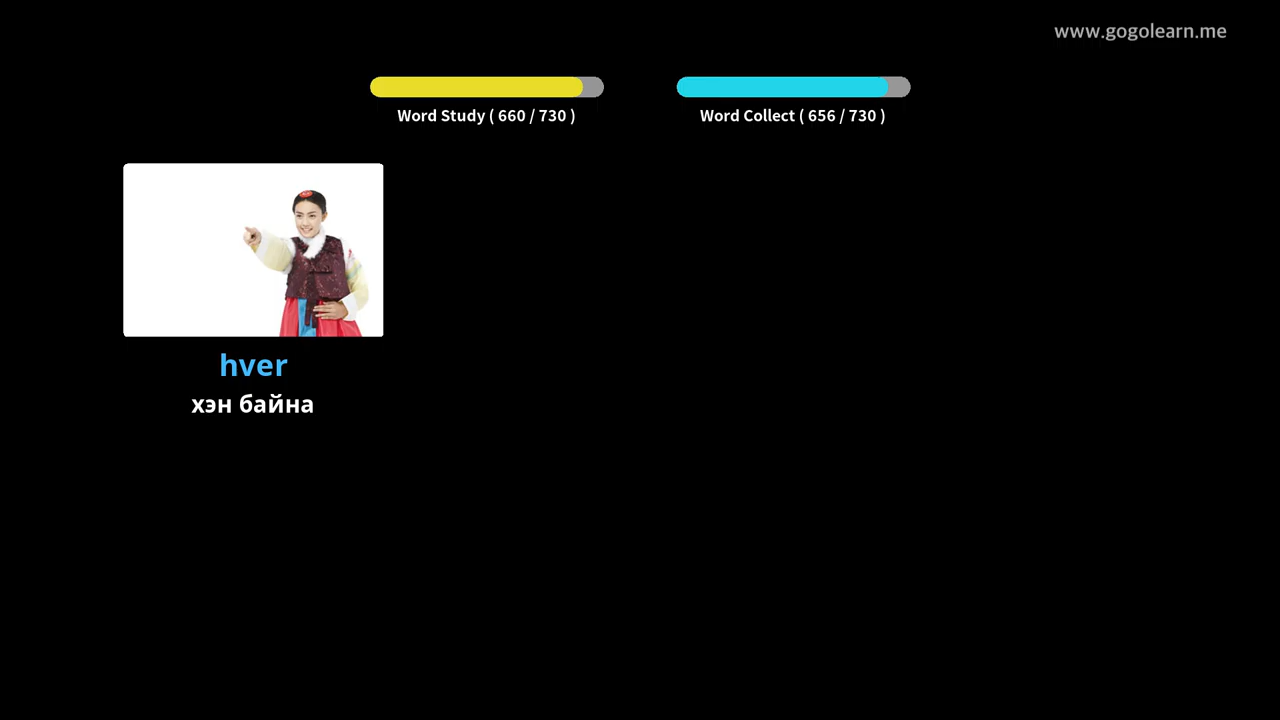 www.gogolearn.me
Word Study ( 660 / 730 )
Word Collect ( 656 / 730 )
hver
хэн байна